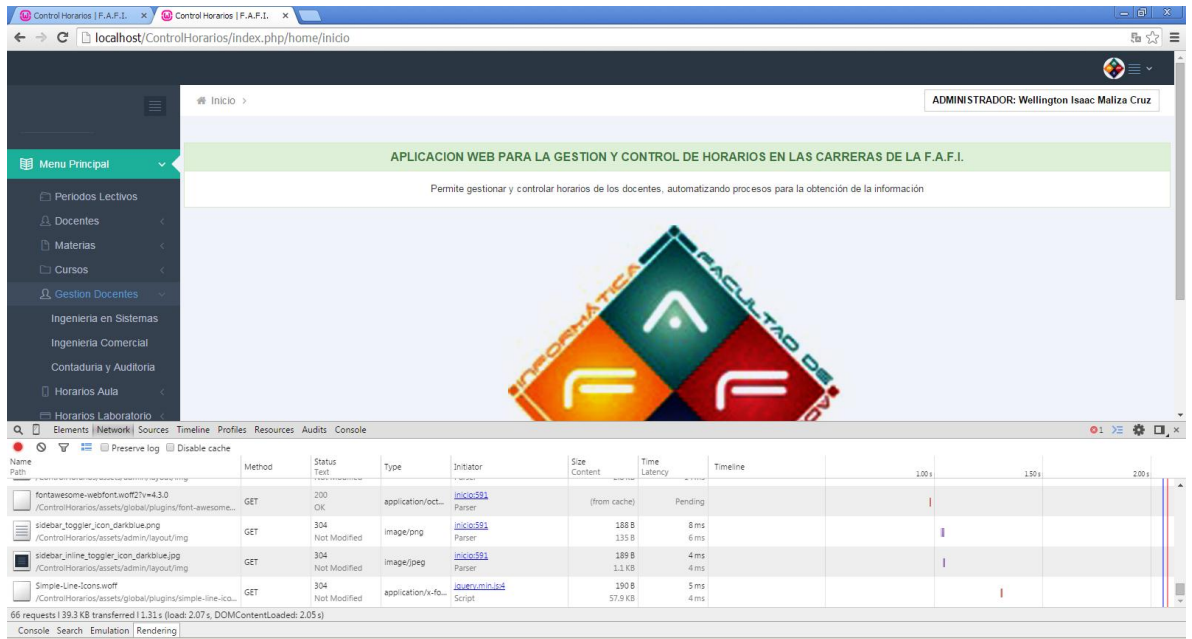 Control Horarios | F.A.F.I.
Control Horarios | F.A.F.I.
localhost/ControlHorarios/index.php/home/inicio
Inicio >
ADMINISTRADOR: Wellington Isaac Maliza Cruz
Menu Principal
APLICACION WEB PARA LA GESTION Y CONTROL DE HORARIOS EN LAS CARRERAS DE LA F.A.F.I.
Permite gestionar y controlar horarios de los docentes, automatizando procesos para la obtención de la información
Periodos Lectivos
Docentes
Materias
Cursos
Gestion Docentes
Ingenieria en Sistemas
Ingenieria Comercial
Contaduria y Auditoria
Horarios Aula
Horarios Laboratorio
INFORMÁTICA
FACULTAD DE
A
F F
Elements Network Sources Timeline Profiles Resources Audits Console
1
Preserve log Disable cache
Name Method Status Type Initiator Size Time Timeline
Path Text Content Latency
1.00 s 1.50 s 2.00 s
/ControlHorarios/assets/admin/layout/img Not Modified Parser
fontawesome-webfont.woff2?v=4.3.0 GET 200 application/oct... inicio:591 (from cache) Pending
/ControlHorarios/assets/global/plugins/font-awesome... OK Parser
sidebar_toggler_icon_darkblue.png GET 304 image/png inicio:591 188 B 8 ms
/ControlHorarios/assets/admin/layout/img Not Modified Parser 135 B 6 ms
sidebar_inline_toggler_icon_darkblue.jpg GET 304 image/jpeg inicio:591 189 B 4 ms
/ControlHorarios/assets/admin/layout/img Not Modified Parser 1.1 KB 4 ms
Simple-Line-Icons.woff GET 304 application/x-fo... jquery.min.js:4 190 B 5 ms
/ControlHorarios/assets/global/plugins/simple-line-ico... Not Modified Script 57.9 KB 4 ms
66 requests | 39.3 KB transferred | 1.31 s (load: 2.07 s, DOMContentLoaded: 2.05 s)
Console Search Emulation Rendering